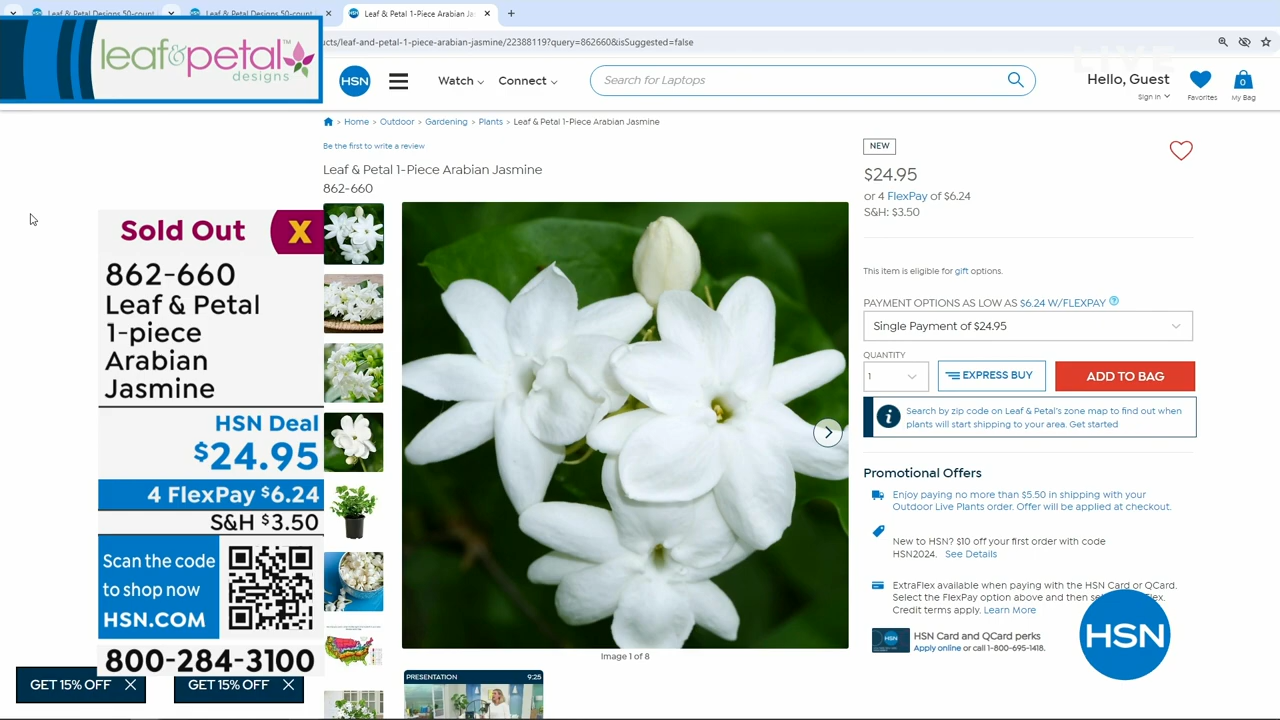 Leaf & Petal Designs 50-count
Leaf & Petal Designs 50-count
Leaf & Petal 1-Piece Arabian Ja
leaf & petal™
designs
ucts/leaf-and-petal-1-piece-arabian-jasmine/22388119?query=862660&isSuggested=false
HSN
Watch
Connect
Search for Laptops
LIVE
Hello, Guest
Sign in
Favorites
0
My Bag
Home > Outdoor > Gardening > Plants > Leaf & Petal 1-Piece Arabian Jasmine
Be the first to write a review
Leaf & Petal 1-Piece Arabian Jasmine
862-660
Sold Out X
862-660
Leaf & Petal
1-piece
Arabian
Jasmine
HSN Deal
$24.95
4 FlexPay $6.24
S&H $3.50
Scan the code
to shop now
HSN.COM
800-284-3100
GET 15% OFF
GET 15% OFF
Image 1 of 8
PRESENTATION 9:25
NEW
$24.95
or 4 FlexPay of $6.24
S&H: $3.50
This item is eligible for gift options.
PAYMENT OPTIONS AS LOW AS $6.24 W/FLEXPAY
Single Payment of $24.95
QUANTITY
1
EXPRESS BUY
ADD TO BAG
Search by zip code on Leaf & Petal's zone map to find out when
plants will start shipping to your area. Get started
Promotional Offers
Enjoy paying no more than $5.50 in shipping with your
Outdoor Live Plants order. Offer will be applied at checkout.
New to HSN? $10 off your first order with code
HSN2024. See Details
ExtraFlex available when paying with the HSN Card or QCard.
Select the FlexPay option above and then
Credit terms apply. Learn More
HSN Card and QCard perks.
Apply online or call 1-800-695-1418.
HSN